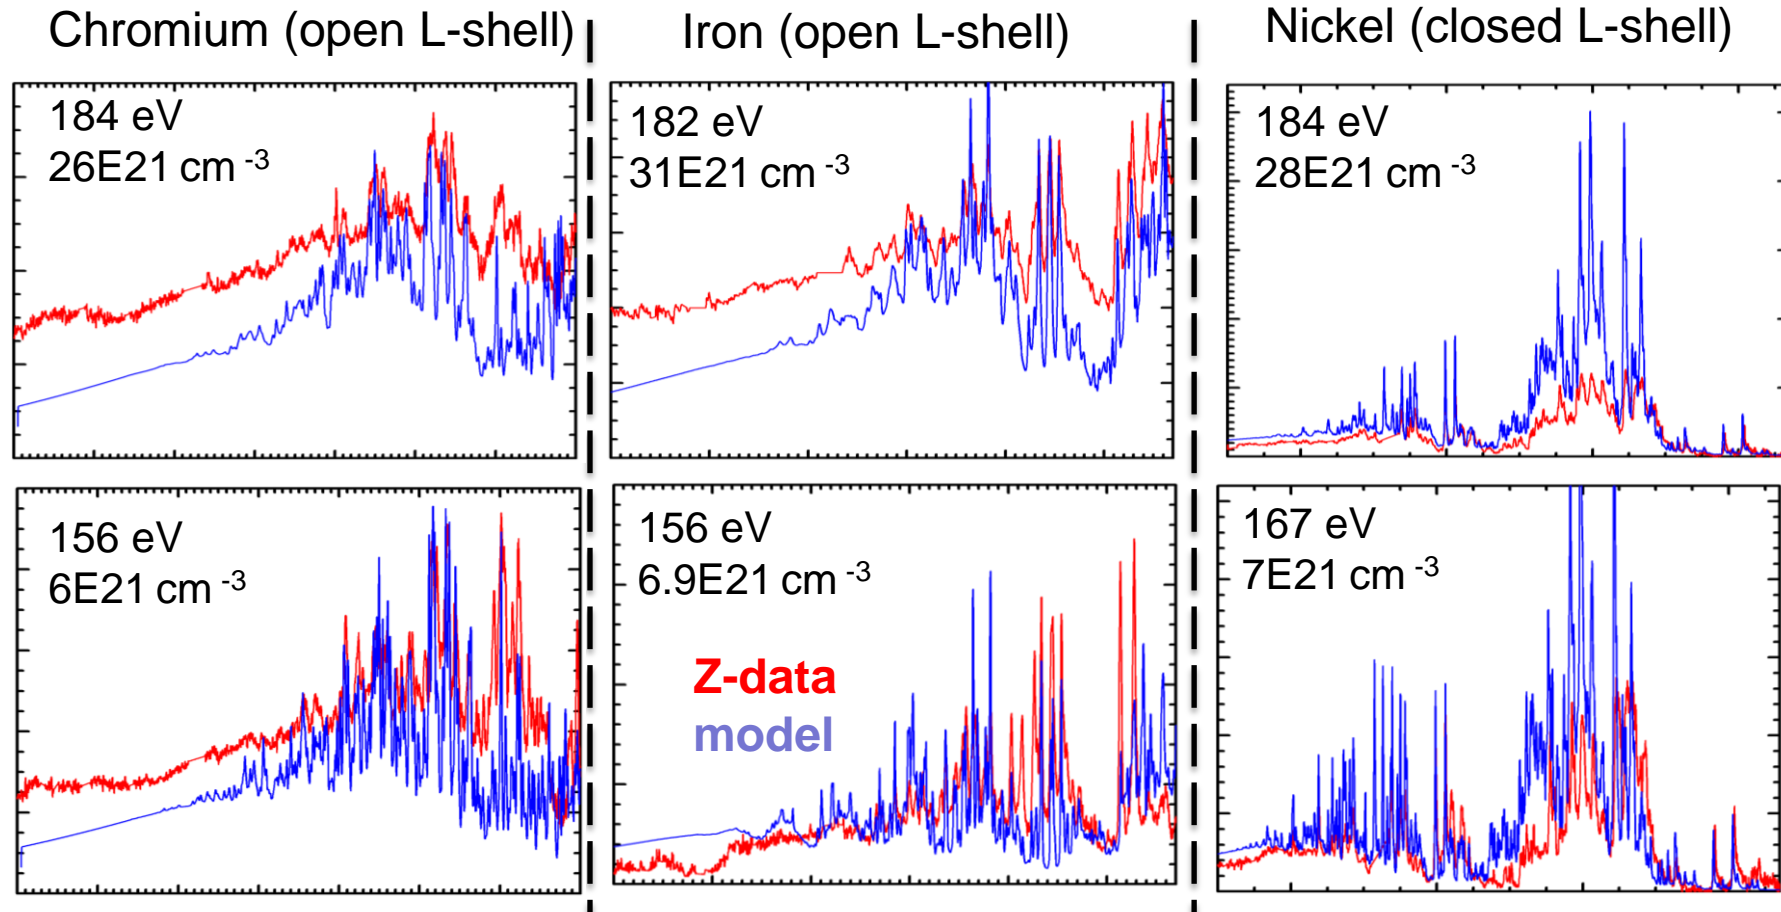 Chromium (open L-shell)
Iron (open L-shell)
Nickel (closed L-shell)
184 eV
26E21 cm -3
182 eV
31E21 cm -3
184 eV
28E21 cm -3
156 eV
6E21 cm -3
156 eV
6.9E21 cm -3
Z-data
model
167 eV
7E21 cm -3